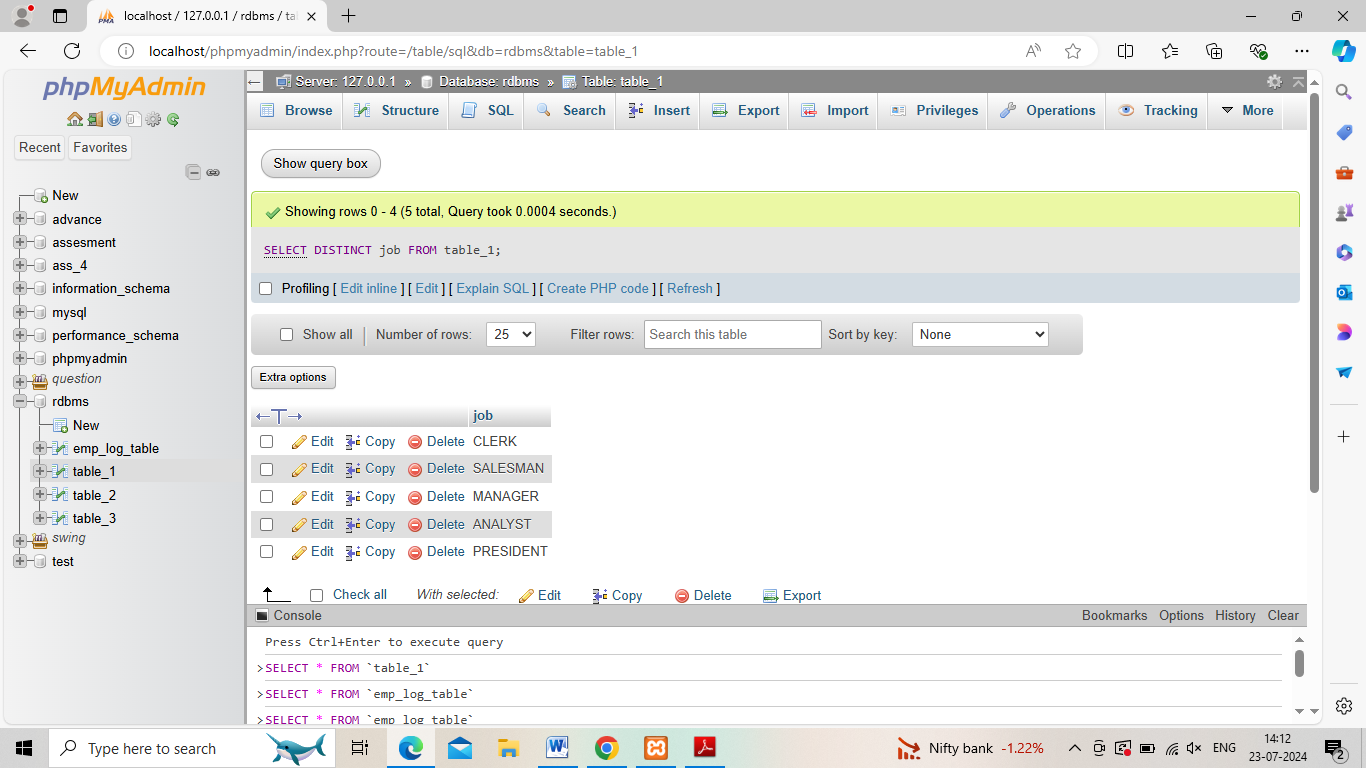 localhost / 127.0.0.1 / rdbms / ta
localhost/phpmyadmin/index.php?route=/table/sql&db=rdbms&table=table_1
phpMyAdmin
Recent Favorites
New
advance
assesment
ass_4
information_schema
mysql
performance_schema
phpmyadmin
question
rdbms
New
emp_log_table
table_1
table_2
table_3
swing
test
Server: 127.0.0.1 » Database: rdbms » Table: table_1
Browse Structure SQL Search Insert Export Import Privileges Operations Tracking More
Show query box
Showing rows 0 - 4 (5 total, Query took 0.0004 seconds.)
SELECT DISTINCT job FROM table_1;
Profiling [ Edit inline ] [ Edit ] [ Explain SQL ] [ Create PHP code ] [ Refresh ]
Show all Number of rows: 25 Filter rows: Search this table Sort by key: None
Extra options
←T→ job
Edit Copy Delete CLERK
Edit Copy Delete SALESMAN
Edit Copy Delete MANAGER
Edit Copy Delete ANALYST
Edit Copy Delete PRESIDENT
Check all With selected: Edit Copy Delete Export
Console Bookmarks Options History Clear
Press Ctrl+Enter to execute query
>SELECT * FROM `table_1`
>SELECT * FROM `emp_log_table`
>SELECT * FROM `emp_log_table`
Type here to search Nifty bank -1.22% ENG 14:12
23-07-2024 2